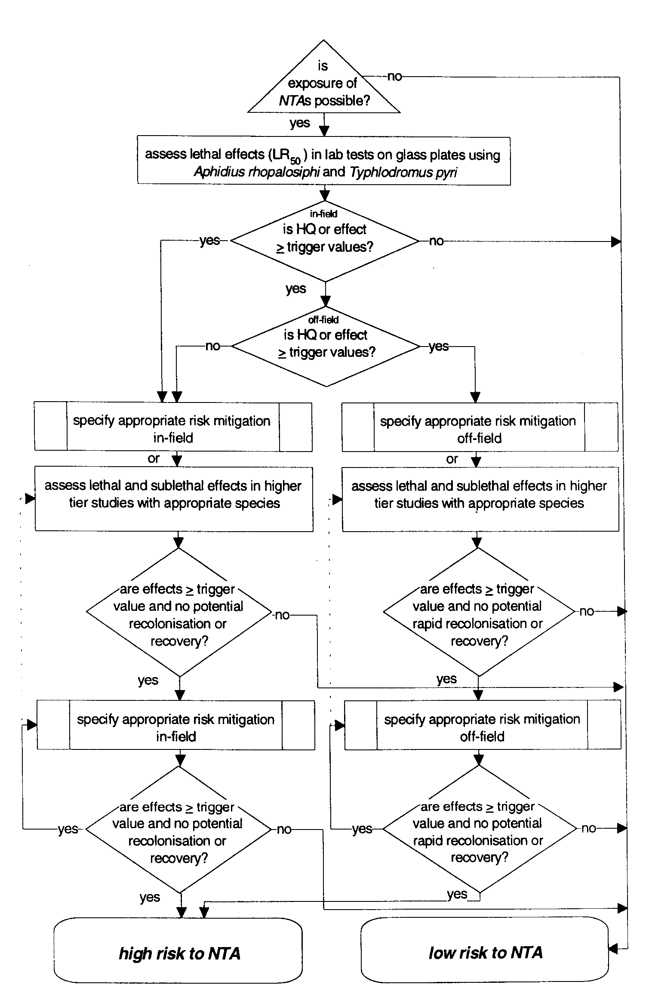 is
exposure of
NTAs possible?
no
yes
assess lethal effects (LR50) in lab tests on glass plates using
Aphidius rhopalosiphi and Typhlodromus pyri
in-field
is HQ or effect
≥ trigger values?
yes
no
yes
off-field
is HQ or effect
≥ trigger values?
no
yes
specify appropriate risk mitigation
in-field
specify appropriate risk mitigation
off-field
or
or
assess lethal and sublethal effects in higher
tier studies with appropriate species
assess lethal and sublethal effects in higher
tier studies with appropriate species
are effects ≥ trigger
value and no potential
recolonisation or
recovery?
no
are effects ≥ trigger
value and no potential
rapid recolonisation or
recovery?
no
yes
yes
specify appropriate risk mitigation
in-field
specify appropriate risk mitigation
off-field
are effects ≥ trigger
value and no potential
recolonisation or
recovery?
yes
no
are effects ≥ trigger
value and no potential
rapid recolonisation or
recovery?
yes
no
yes
yes
high risk to NTA
low risk to NTA